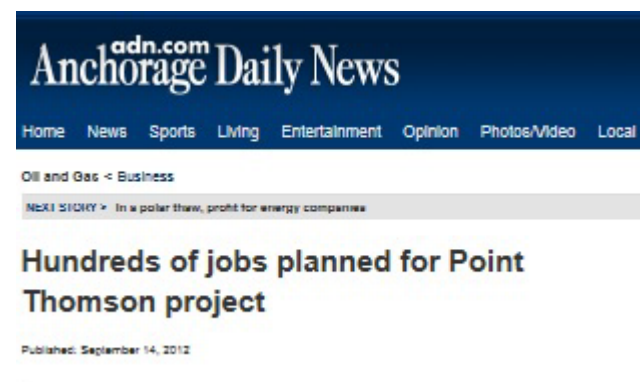 adn.com
Anchorage Daily News
Home News Sports Living Entertainment Opinion Photos/Video Local
Oil and Gas < Business
NEXT STORY > In a polar thaw, profit for energy companies
Hundreds of jobs planned for Point
Thomson project
Published: September 14, 2012